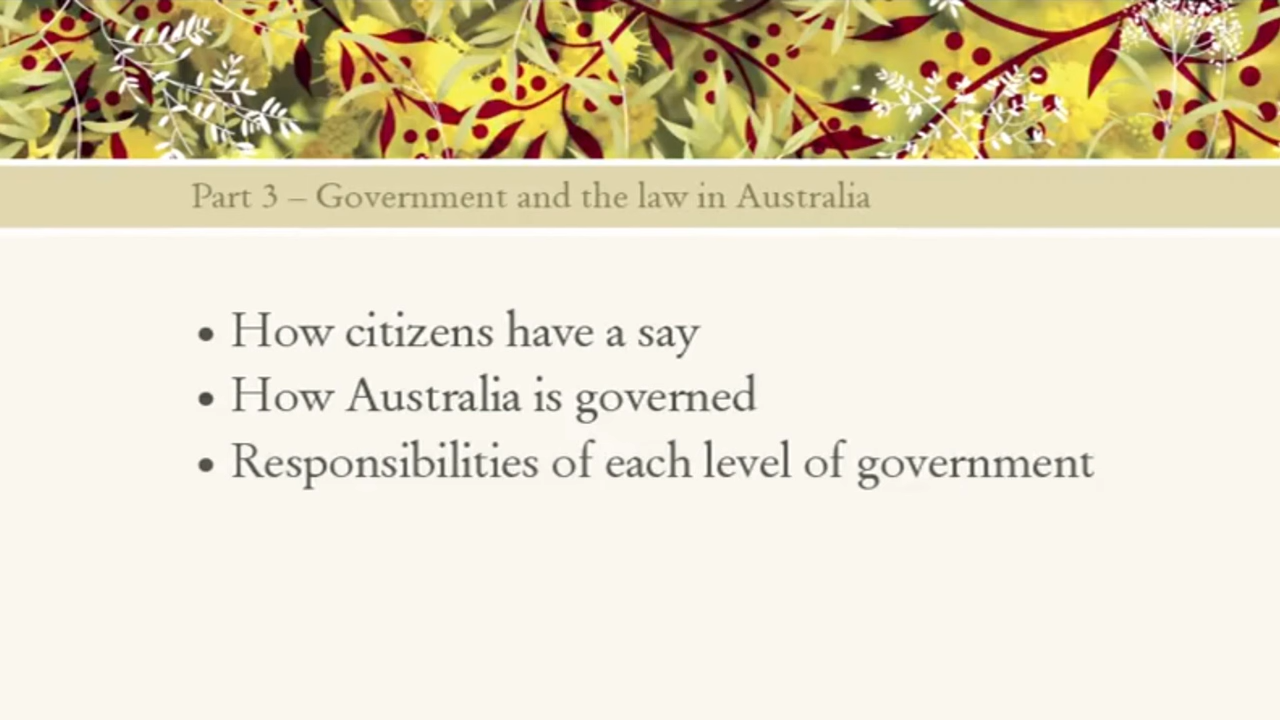 Part 3 – Government and the law in Australia
• How citizens have a say
• How Australia is governed
• Responsibilities of each level of government